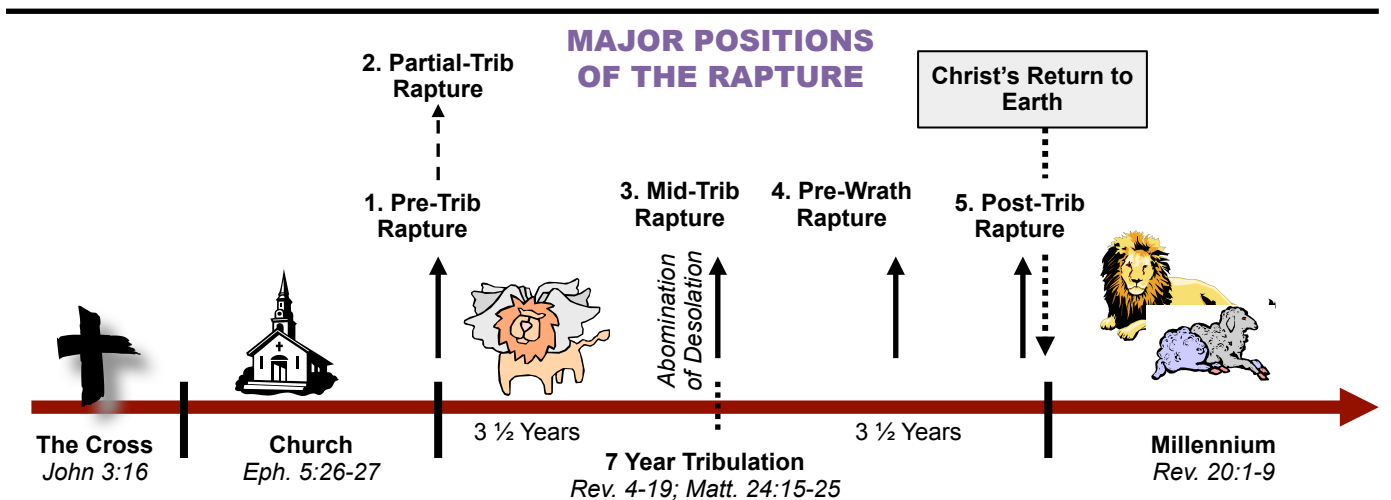 MAJOR POSITIONS
OF THE RAPTURE
2. Partial-Trib
Rapture
Christ's Return to
Earth
1. Pre-Trib
Rapture
3. Mid-Trib
Rapture
4. Pre-Wrath
Rapture
5. Post-Trib
Rapture
Abomination
of Desolation
The Cross
John 3:16
Church
Eph. 5:26-27
3 ½ Years
7 Year Tribulation
Rev. 4-19; Matt. 24:15-25
3 ½ Years
Millennium
Rev. 20:1-9